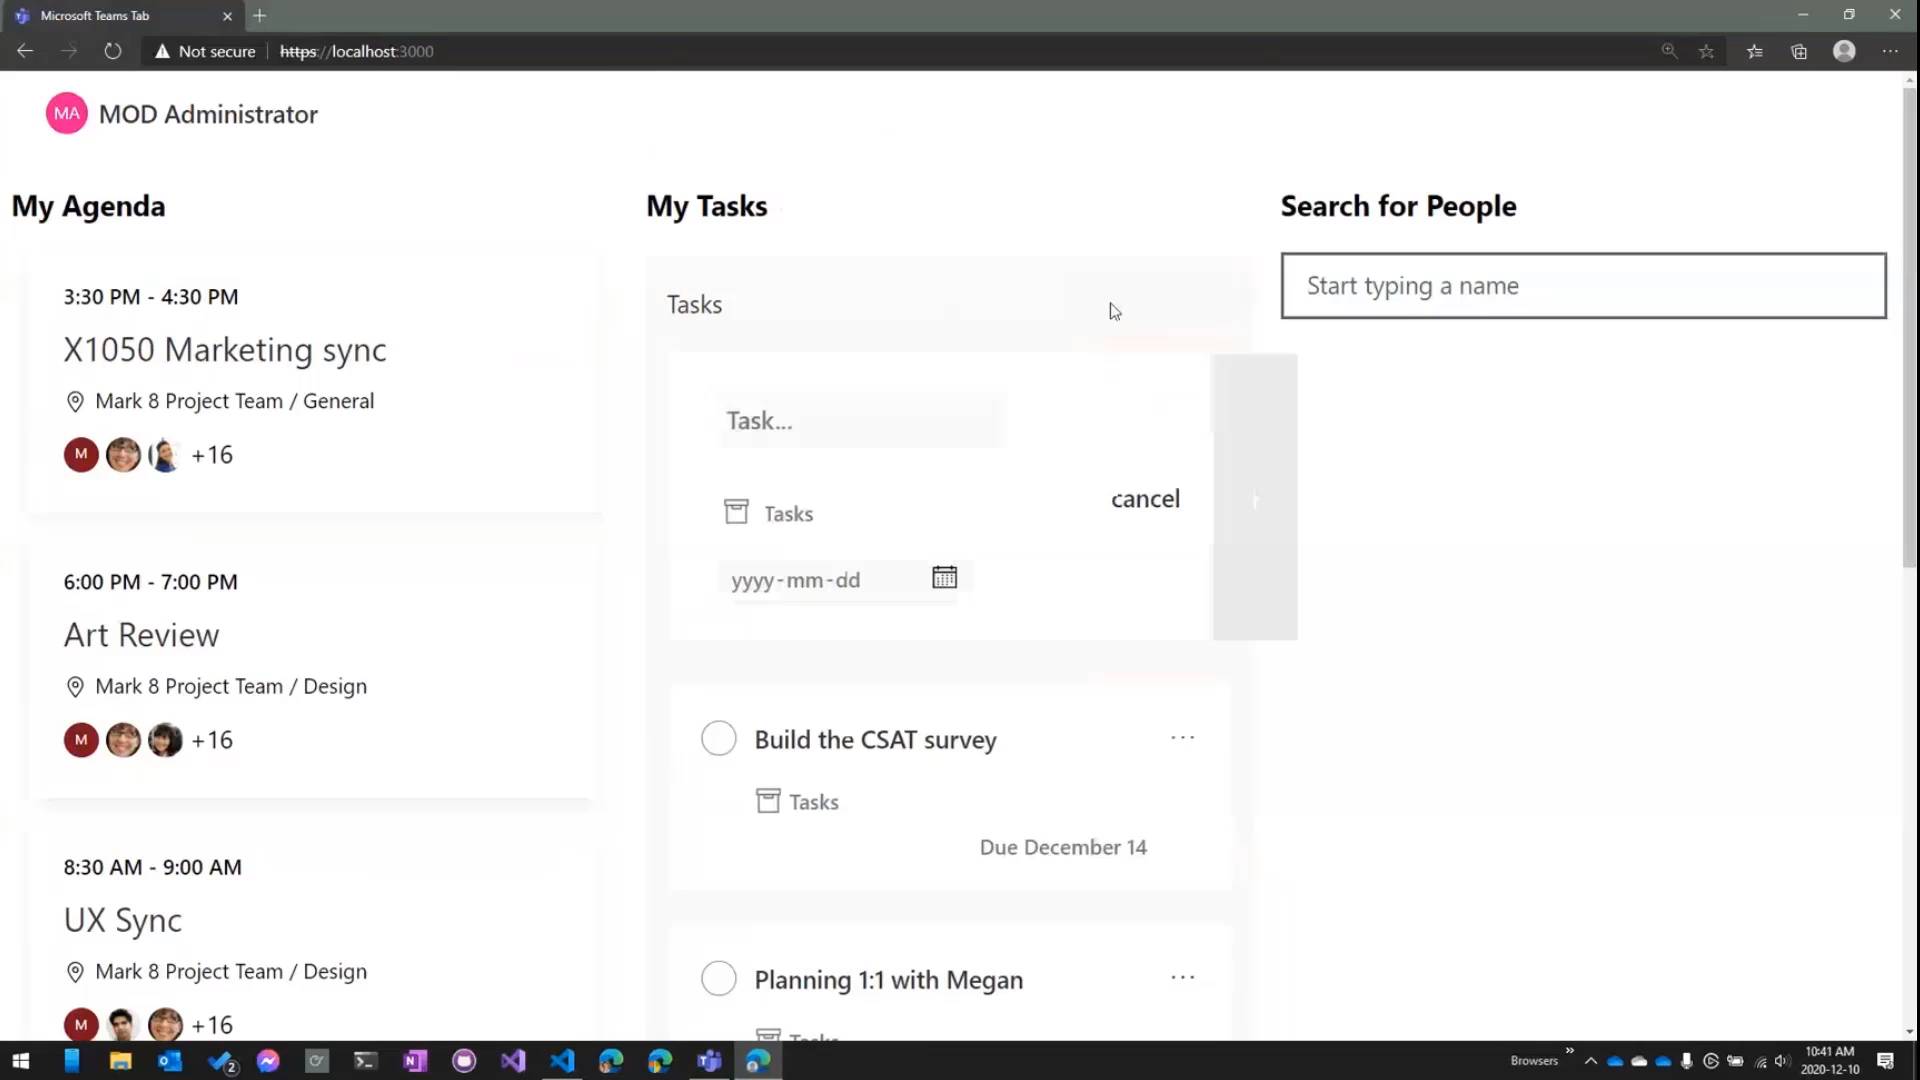 Microsoft Teams Tab
Not secure https://localhost:3000
MA MOD Administrator
My Agenda
3:30 PM - 4:30 PM
X1050 Marketing sync
Mark 8 Project Team / General
M +16
6:00 PM - 7:00 PM
Art Review
Mark 8 Project Team / Design
M +16
8:30 AM - 9:00 AM
UX Sync
Mark 8 Project Team / Design
M +16
My Tasks
Tasks
Task...
Tasks
cancel
yyyy-mm-dd
Build the CSAT survey
Tasks
Due December 14
Planning 1:1 with Megan
Tasks
Search for People
Start typing a name
2
Browsers
10:41 AM
2020-12-10